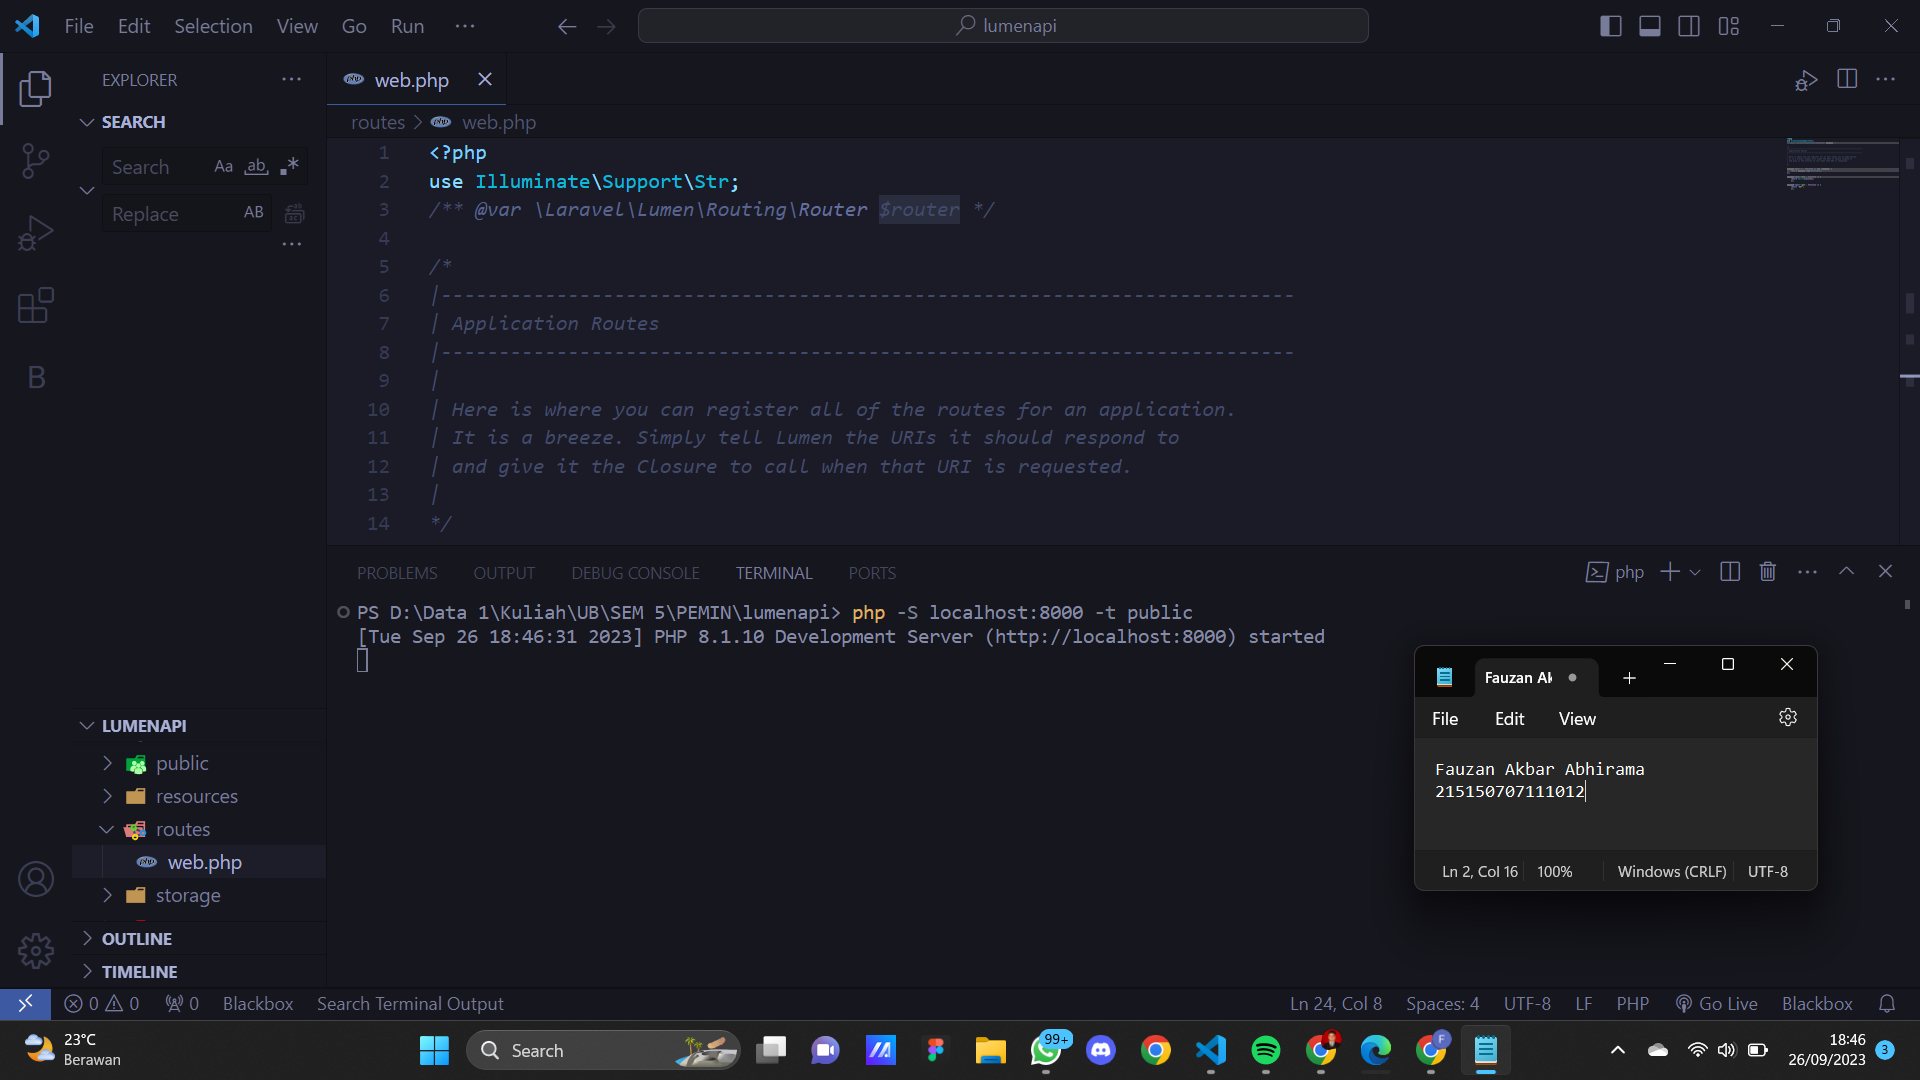 File Edit Selection View Go Run ···
lumenapi
EXPLORER
SEARCH
Search Aa ab .*
Replace AB
B
web.php
routes > web.php
1 <?php
2 use Illuminate\Support\Str;
3 /** @var \Laravel\Lumen\Routing\Router $router */
4
5 /*
6 |--------------------------------------------------------------------------
7 | Application Routes
8 |--------------------------------------------------------------------------
9 |
10 | Here is where you can register all of the routes for an application.
11 | It is a breeze. Simply tell Lumen the URIs it should respond to
12 | and give it the Closure to call when that URI is requested.
13 |
14 */
PROBLEMS OUTPUT DEBUG CONSOLE TERMINAL PORTS
php
PS D:\Data 1\Kuliah\UB\SEM 5\PEMIN\lumenapi> php -S localhost:8000 -t public
[Tue Sep 26 18:46:31 2023] PHP 8.1.10 Development Server (http://localhost:8000) started
LUMENAPI
public
resources
routes
web.php
storage
OUTLINE
TIMELINE
Fauzan Al
File Edit View
Fauzan Akbar Abhirama
215150707111012
Ln 2, Col 16 100% Windows (CRLF) UTF-8
0 0 0 Blackbox Search Terminal Output
Ln 24, Col 8 Spaces: 4 UTF-8 LF PHP Go Live Blackbox
23°C
Berawan
Search
99+
F
18:46
26/09/2023
3